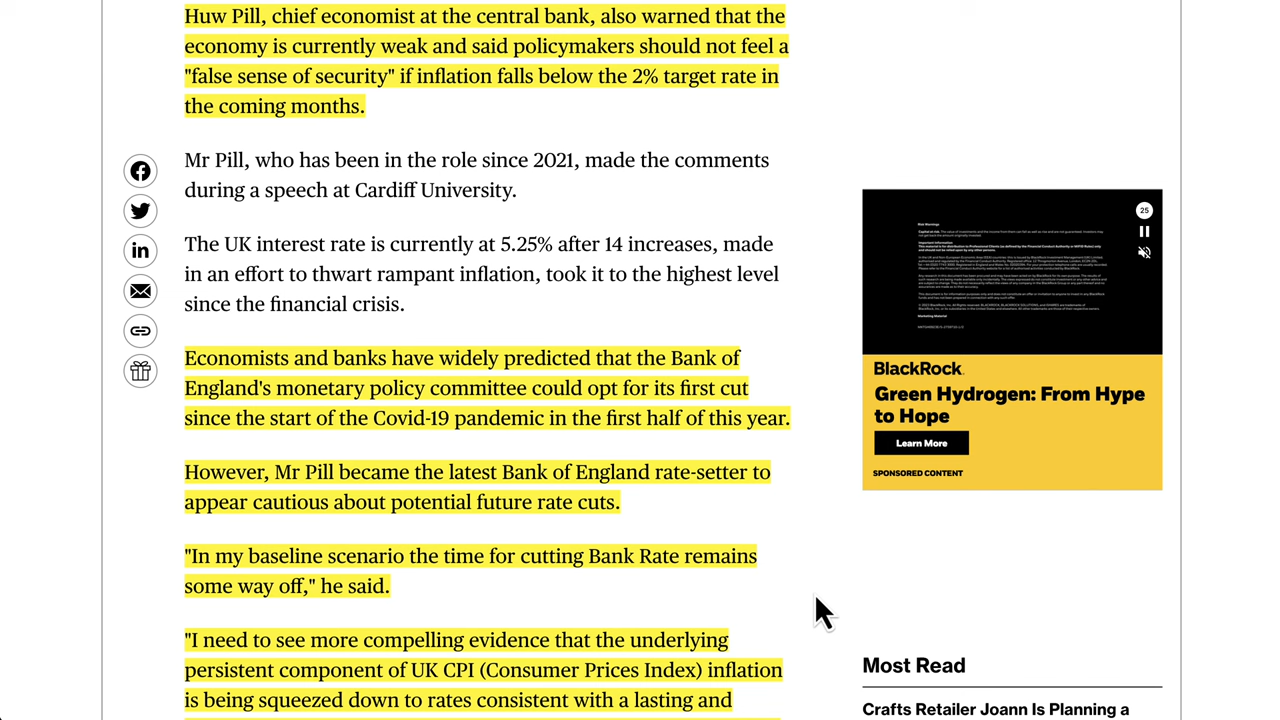 Huw Pill, chief economist at the central bank, also warned that the
economy is currently weak and said policymakers should not feel a
"false sense of security" if inflation falls below the 2% target rate in
the coming months.
Mr Pill, who has been in the role since 2021, made the comments
during a speech at Cardiff University.
The UK interest rate is currently at 5.25% after 14 increases, made
in an effort to thwart rampant inflation, took it to the highest level
since the financial crisis.
Economists and banks have widely predicted that the Bank of
England's monetary policy committee could opt for its first cut
since the start of the Covid-19 pandemic in the first half of this year.
However, Mr Pill became the latest Bank of England rate-setter to
appear cautious about potential future rate cuts.
"In my baseline scenario the time for cutting Bank Rate remains
some way off," he said.
"I need to see more compelling evidence that the underlying
persistent component of UK CPI (Consumer Prices Index) inflation
is being squeezed down to rates consistent with a lasting and
25
Risk Warnings
Important Information
Marketing Material
BlackRock.
Green Hydrogen: From Hype
to Hope
Learn More
SPONSORED CONTENT
Most Read
Crafts Retailer Joann Is Planning a